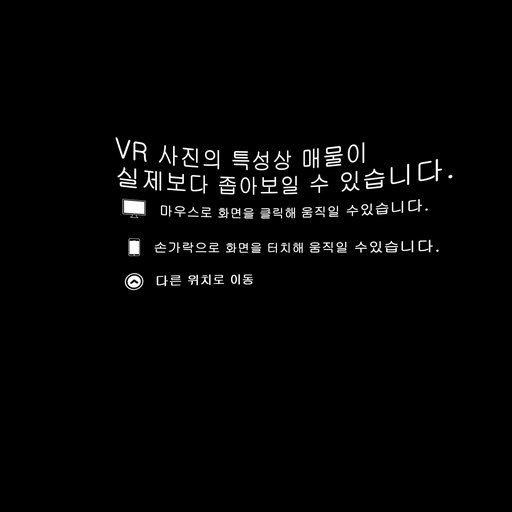 VR 사진의 특성상 매물이
실제보다 좁아보일 수 있습니다.
마우스로 화면을 클릭해 움직일 수있습니다.
손가락으로 화면을 터치해 움직일 수있습니다.
다른 위치로 이동